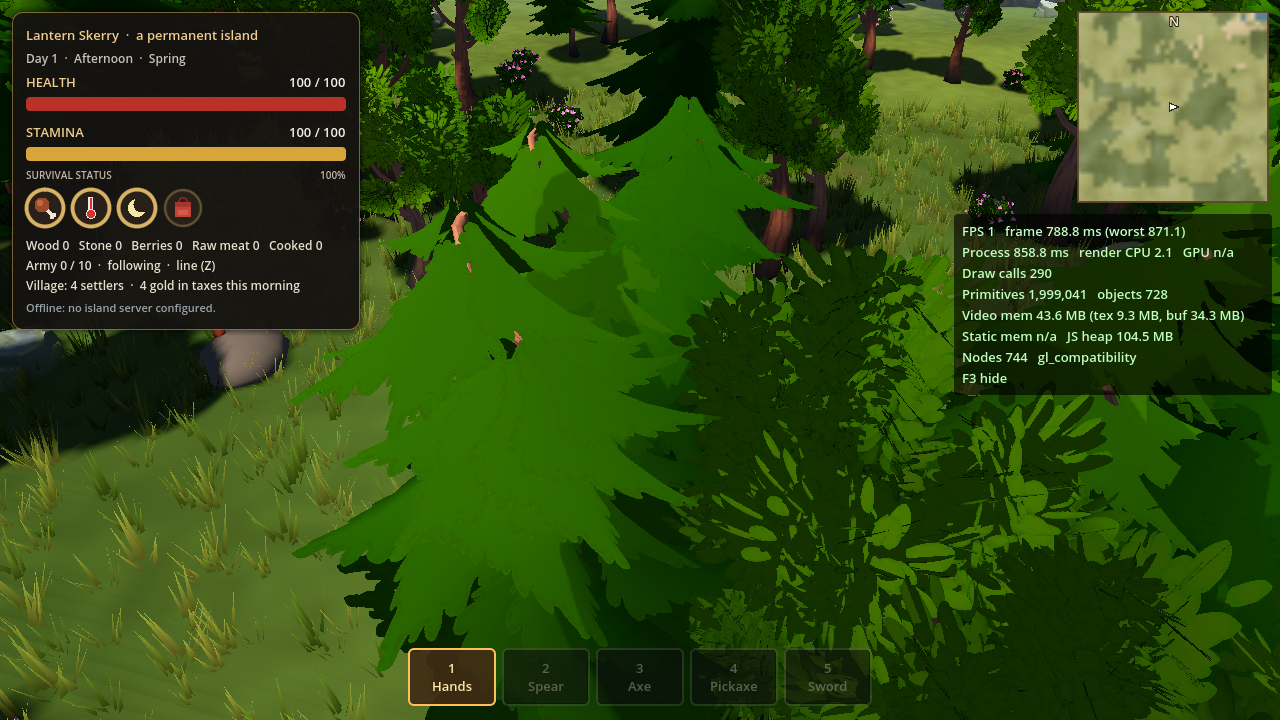 Lantern Skerry · a permanent island
Day 1 · Afternoon · Spring
HEALTH 100 / 100
STAMINA 100 / 100
SURVIVAL STATUS 100%
Wood 0 Stone 0 Berries 0 Raw meat 0 Cooked 0
Army 0 / 10 · following · line (Z)
Village: 4 settlers · 4 gold in taxes this morning
Offline: no island server configured.
N
FPS 1 frame 788.8 ms (worst 871.1)
Process 858.8 ms render CPU 2.1 GPU n/a
Draw calls 290
Primitives 1,999,041 objects 728
Video mem 43.6 MB (tex 9.3 MB, buf 34.3 MB)
Static mem n/a JS heap 104.5 MB
Nodes 744 gl_compatibility
F3 hide
1 2 3 4 5
Hands Spear Axe Pickaxe Sword